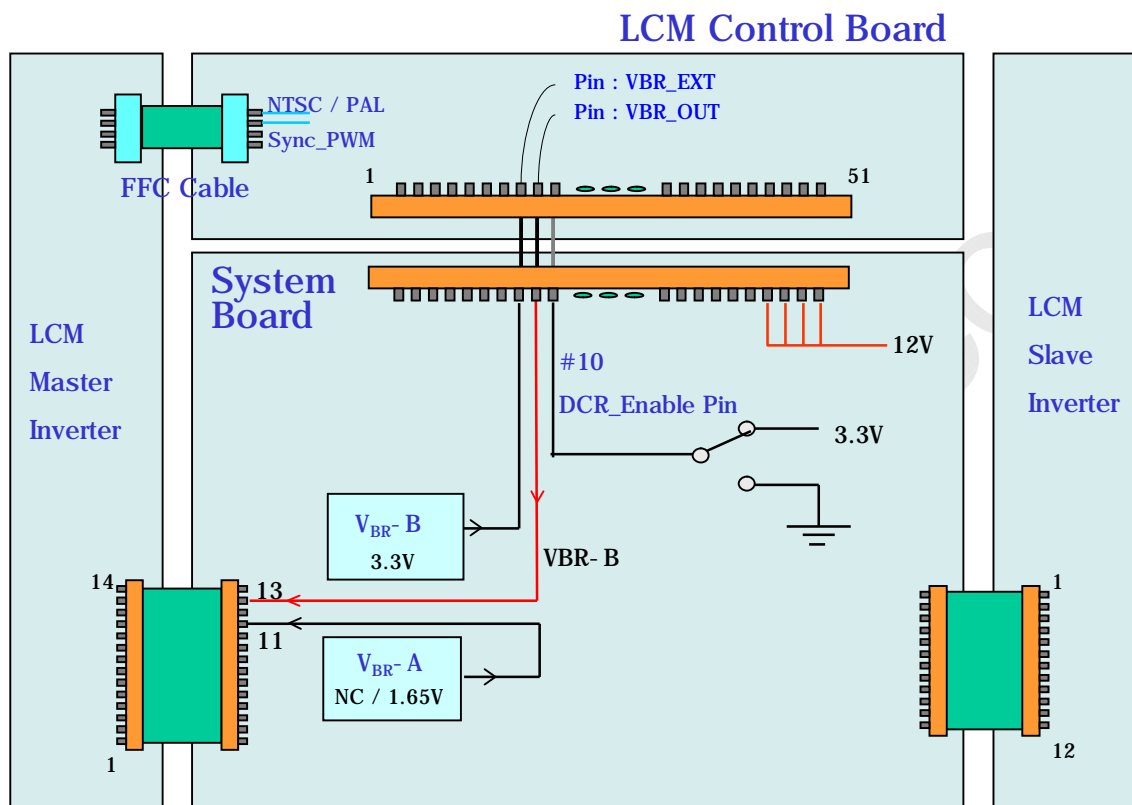 LCM Control Board
Pin : VBR_EXT
Pin : VBR_OUT
NTSC / PAL
Sync_PWM
FFC Cable
1
51
System
Board
LCM
Master
Inverter
LCM
Slave
Inverter
12V
#10
DCR_Enable Pin
3.3V
VBR- B
3.3V
VBR- B
14
13
11
1
VBR- A
NC / 1.65V
1
12